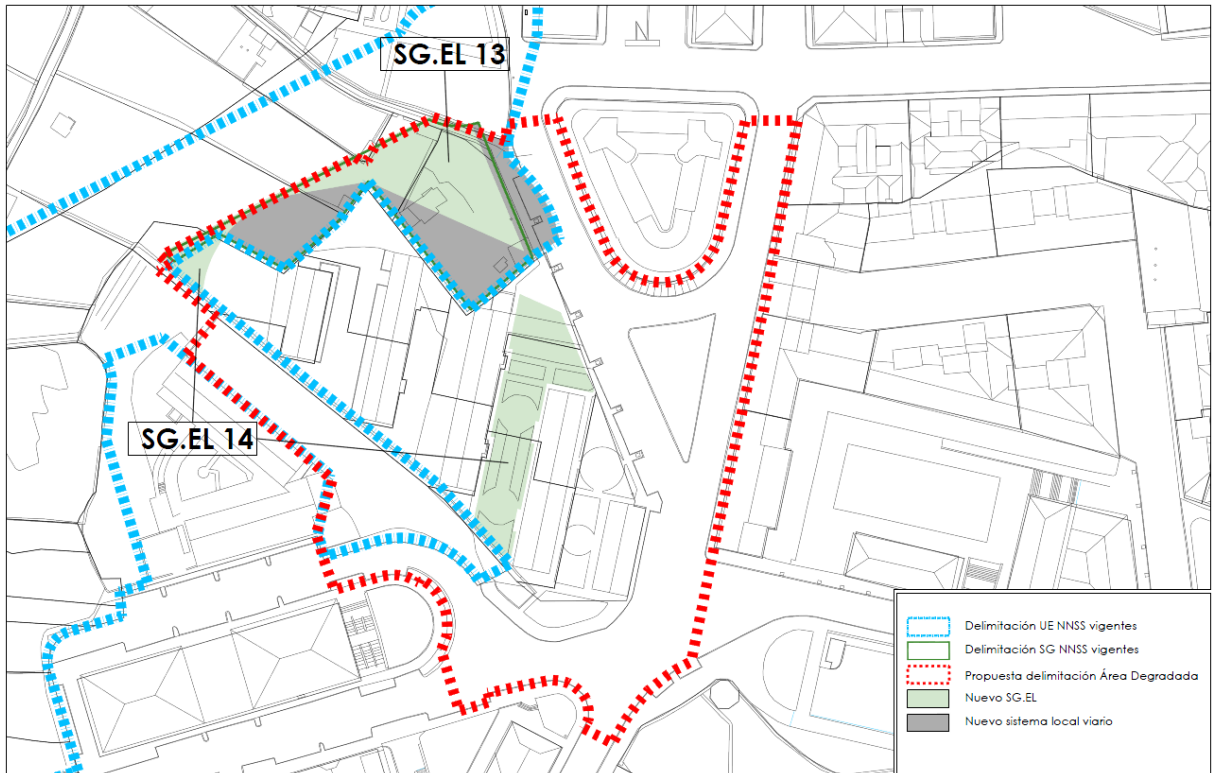 SG.EL 13
SG.EL 14
Delimitación UE NNSS vigentes
Delimitación SG NNSS vigentes
Propuesta delimitación Área Degradada
Nuevo SG.EL
Nuevo sistema local viario